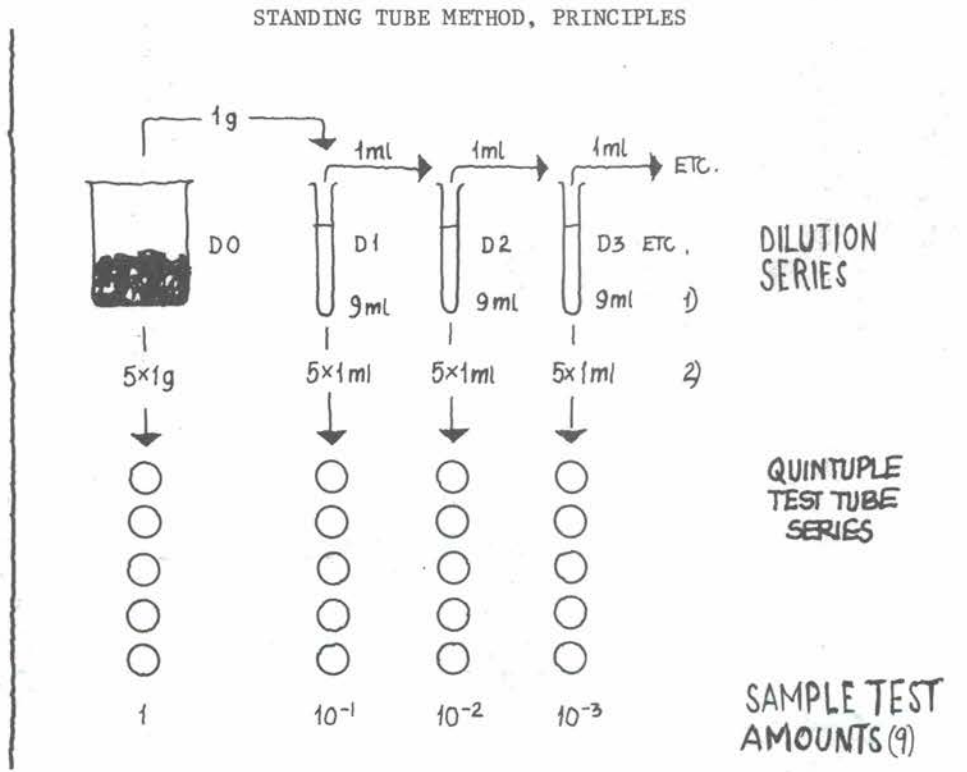 STANDING TUBE METHOD, PRINCIPLES
1g
1ml
1ml
1ml
ETC.
D0
D1
D2
D3 ETC.
DILUTION
SERIES
9ml
9ml
9ml
1)
5×1g
5×1ml
5×1ml
5×1ml
2)
QUINTUPLE
TEST TUBE
SERIES
1
10⁻¹
10⁻²
10⁻³
SAMPLE TEST
AMOUNTS (g)